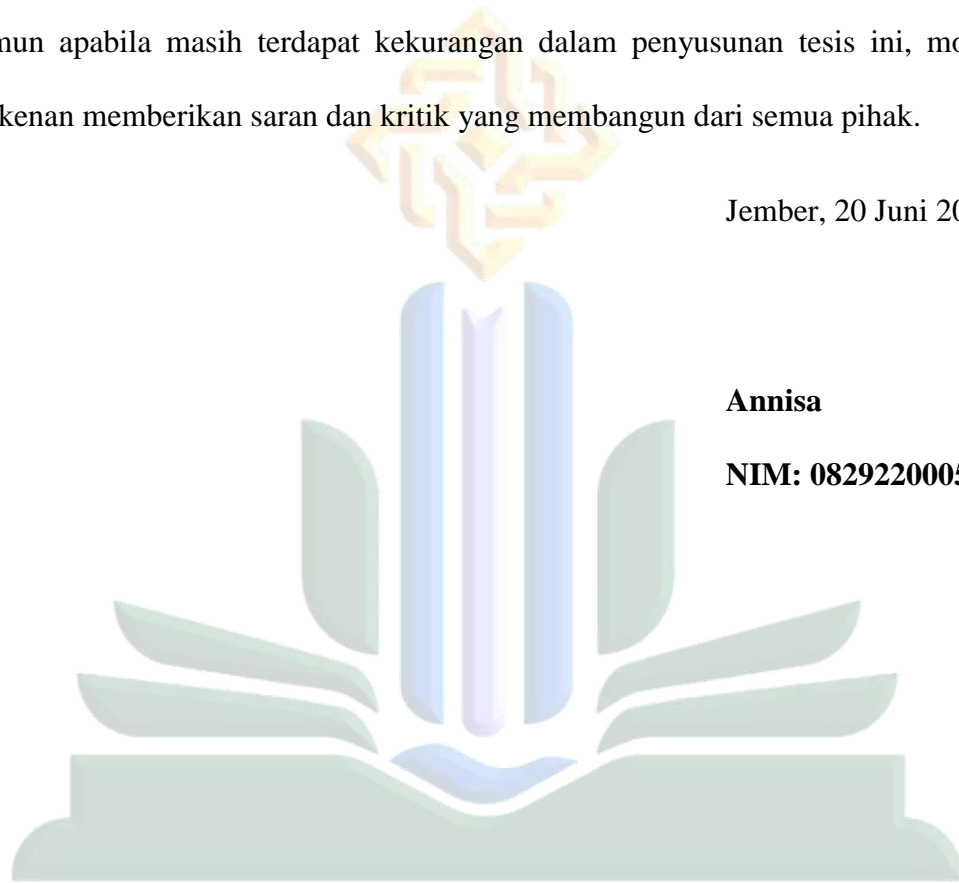 mun apabila masih terdapat kekurangan dalam penyusunan tesis ini, mo
kenan memberikan saran dan kritik yang membangun dari semua pihak.
Jember, 20 Juni 20
Annisa
NIM: 0829220005